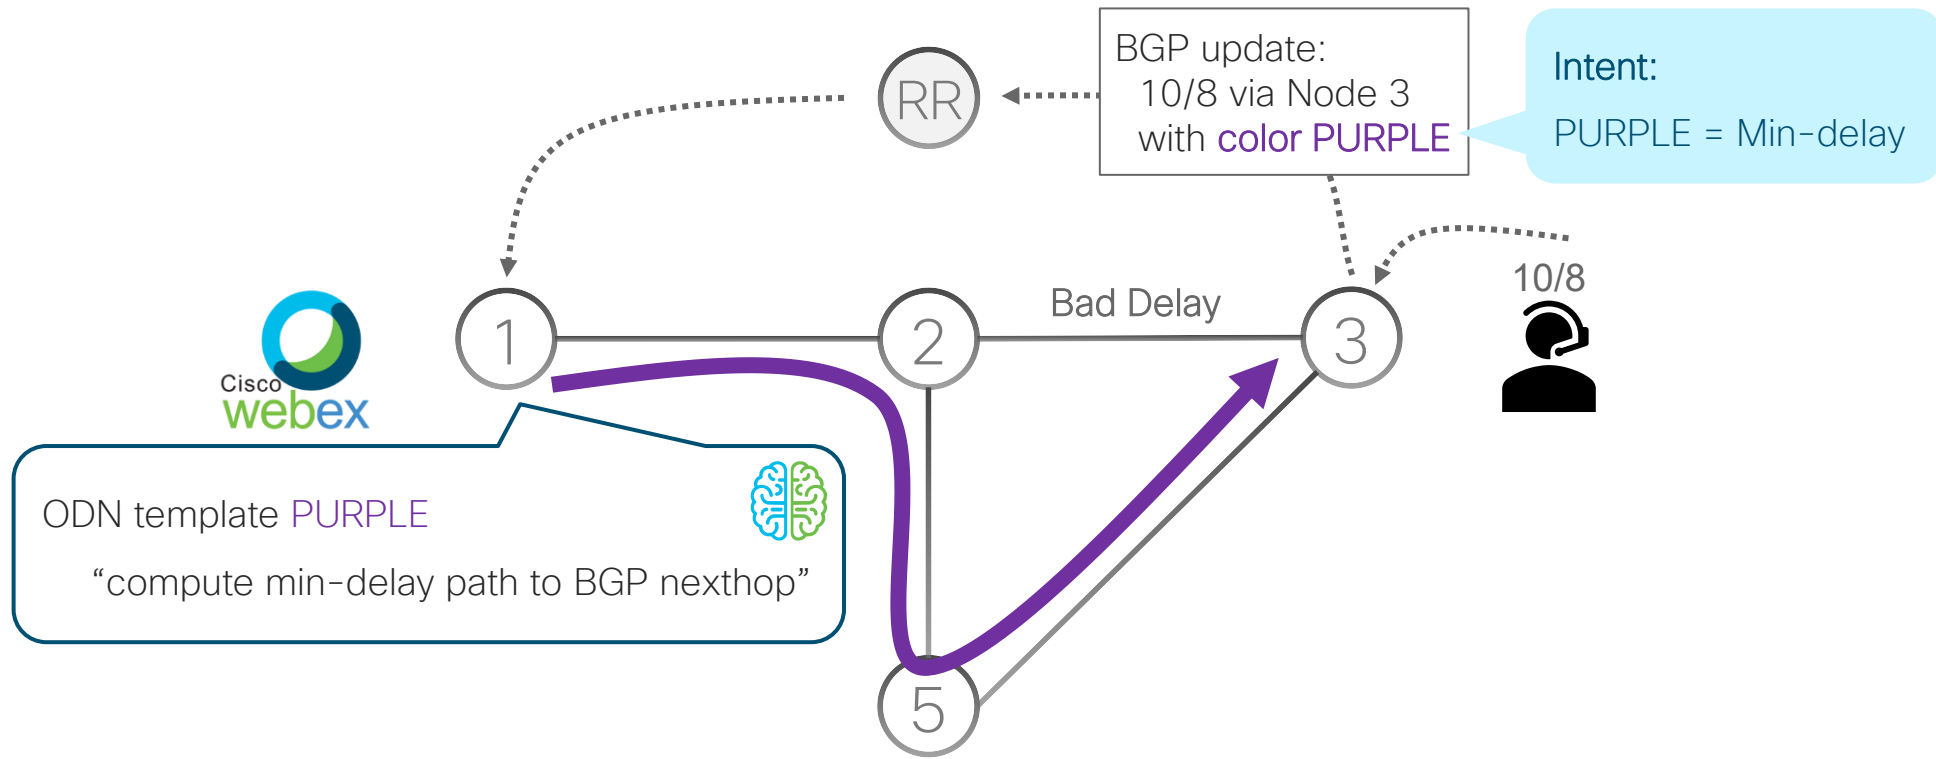 BGP update:
10/8 via Node 3
with color PURPLE
Intent:
PURPLE = Min-delay
RR
10/8
Bad Delay
1
2
3
Cisco
webex
ODN template PURPLE
“compute min-delay path to BGP nexthop”
5